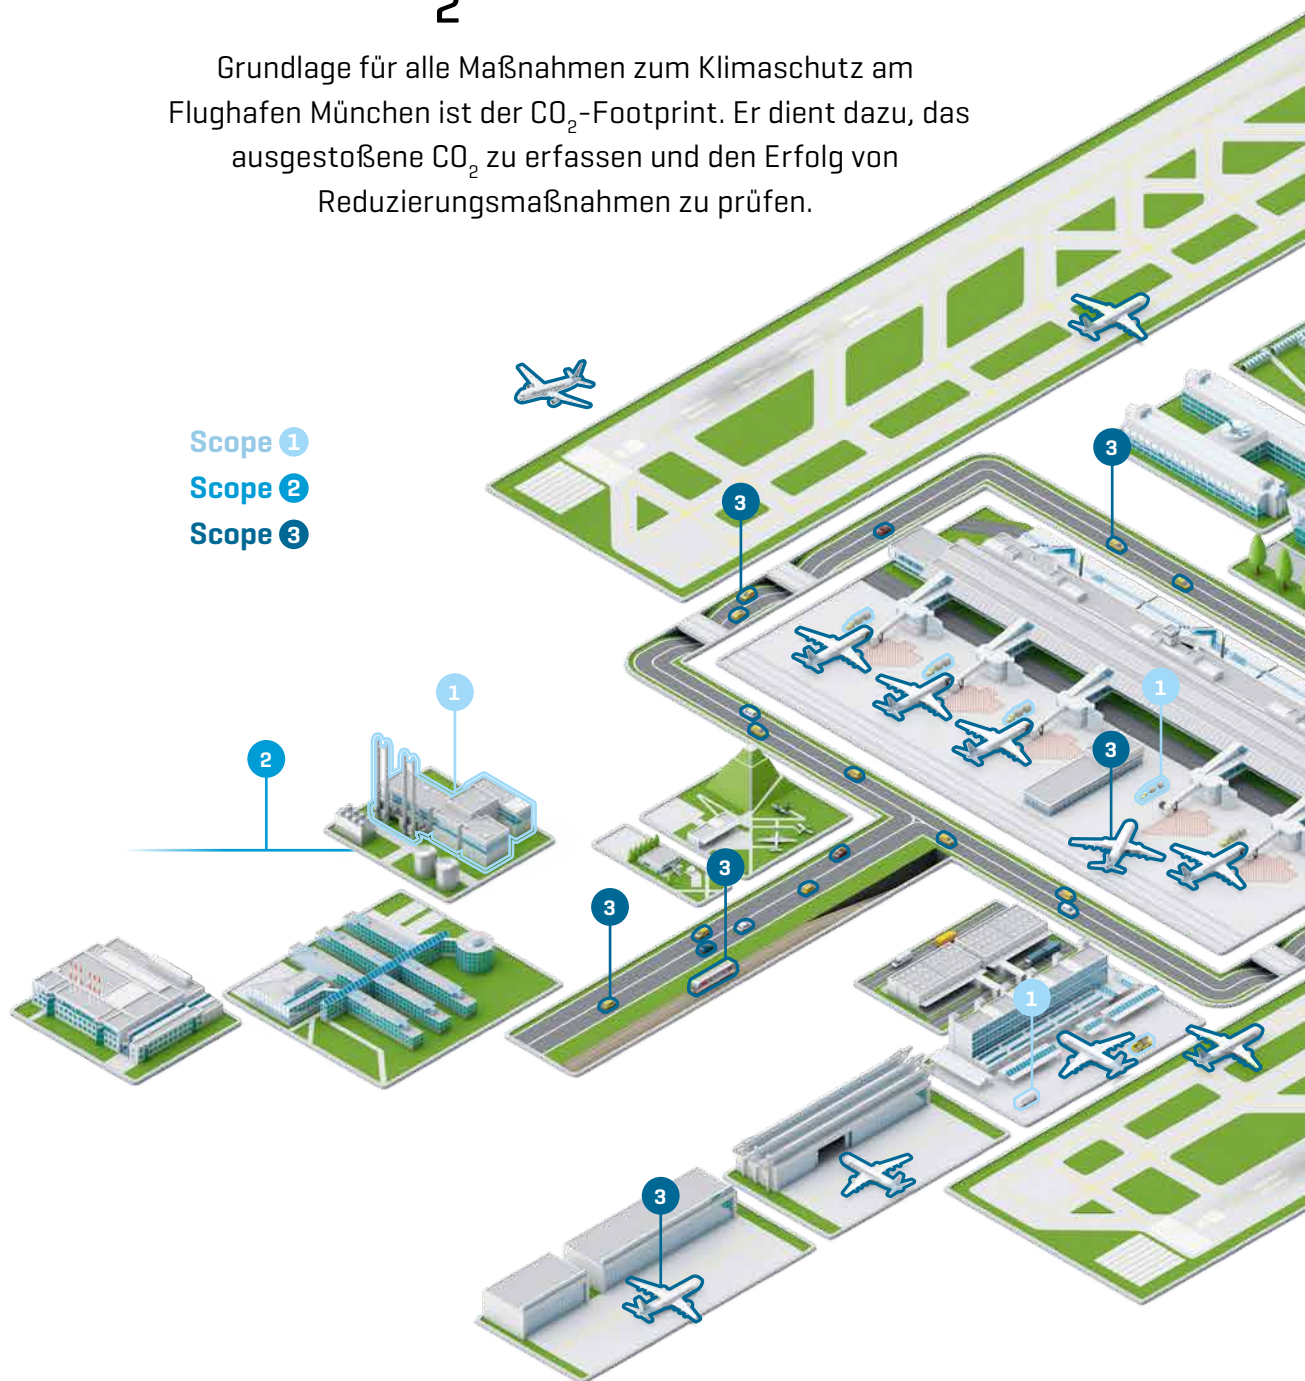 2
Grundlage für alle Maßnahmen zum Klimaschutz am
Flughafen München ist der CO₂-Footprint. Er dient dazu, das
ausgestoßene CO₂ zu erfassen und den Erfolg von
Reduzierungsmaßnahmen zu prüfen.
Scope 1
Scope 2
Scope 3
3
3
1
1
2
3
3
3
1
3